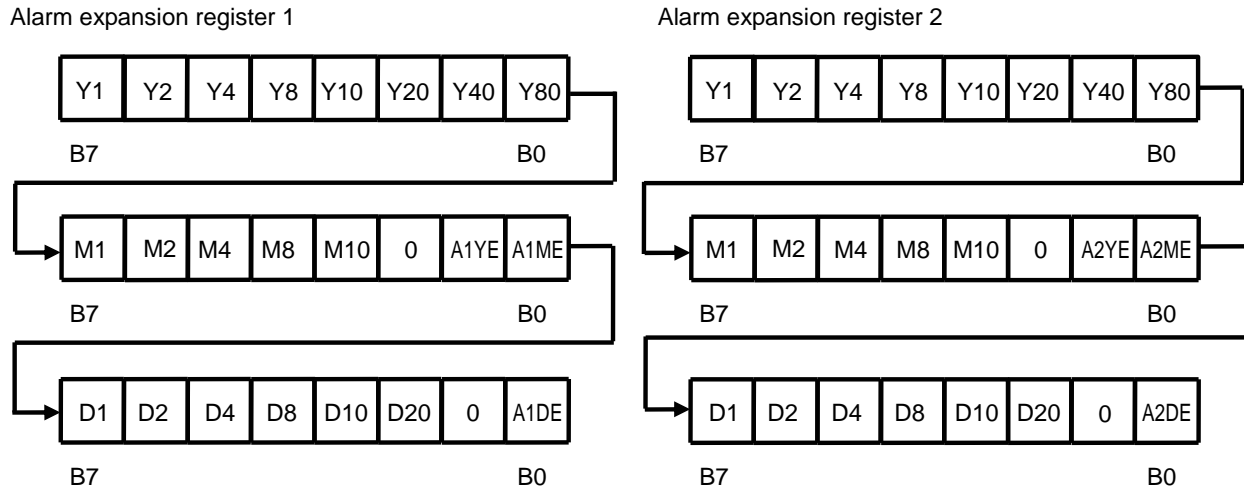 Alarm expansion register 1
Y1 Y2 Y4 Y8 Y10 Y20 Y40 Y80
B7 B0
M1 M2 M4 M8 M10 0 A1YE A1ME
B7 B0
D1 D2 D4 D8 D10 D20 0 A1DE
B7 B0
Alarm expansion register 2
Y1 Y2 Y4 Y8 Y10 Y20 Y40 Y80
B7 B0
M1 M2 M4 M8 M10 0 A2YE A2ME
B7 B0
D1 D2 D4 D8 D10 D20 0 A2DE
B7 B0